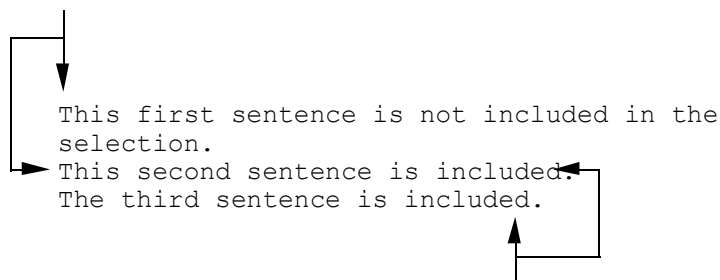 This first sentence is not included in the
selection.
This second sentence is included.
The third sentence is included.